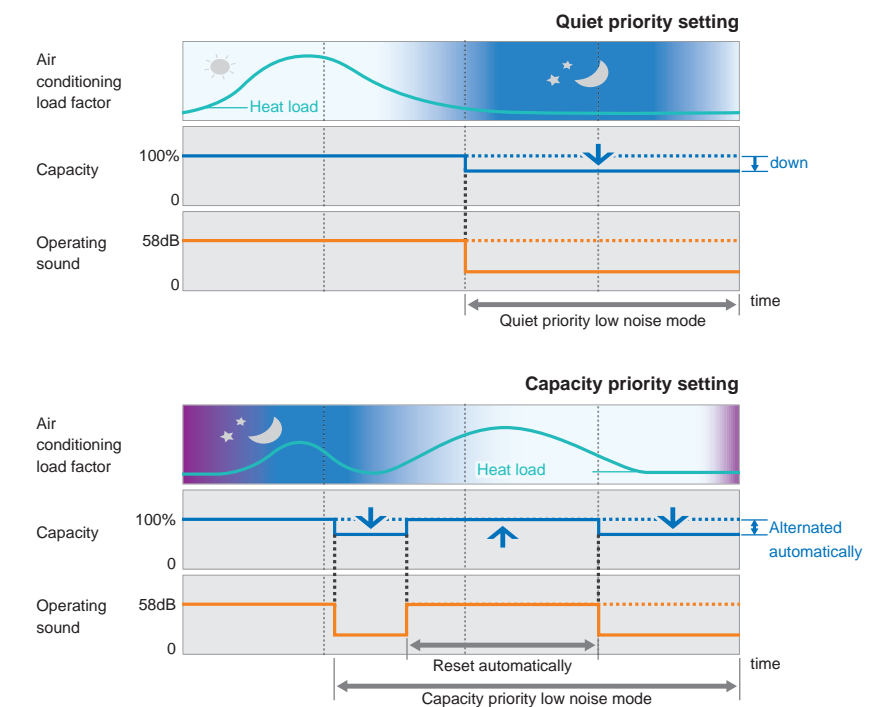 Quiet priority setting
Air
conditioning
load factor
Heat load
Capacity
100%
0
down
Operating
sound
58dB
0
time
Quiet priority low noise mode
Capacity priority setting
Air
conditioning
load factor
Heat load
Capacity
100%
0
Alternated
automatically
Operating
sound
58dB
0
Reset automatically
time
Capacity priority low noise mode